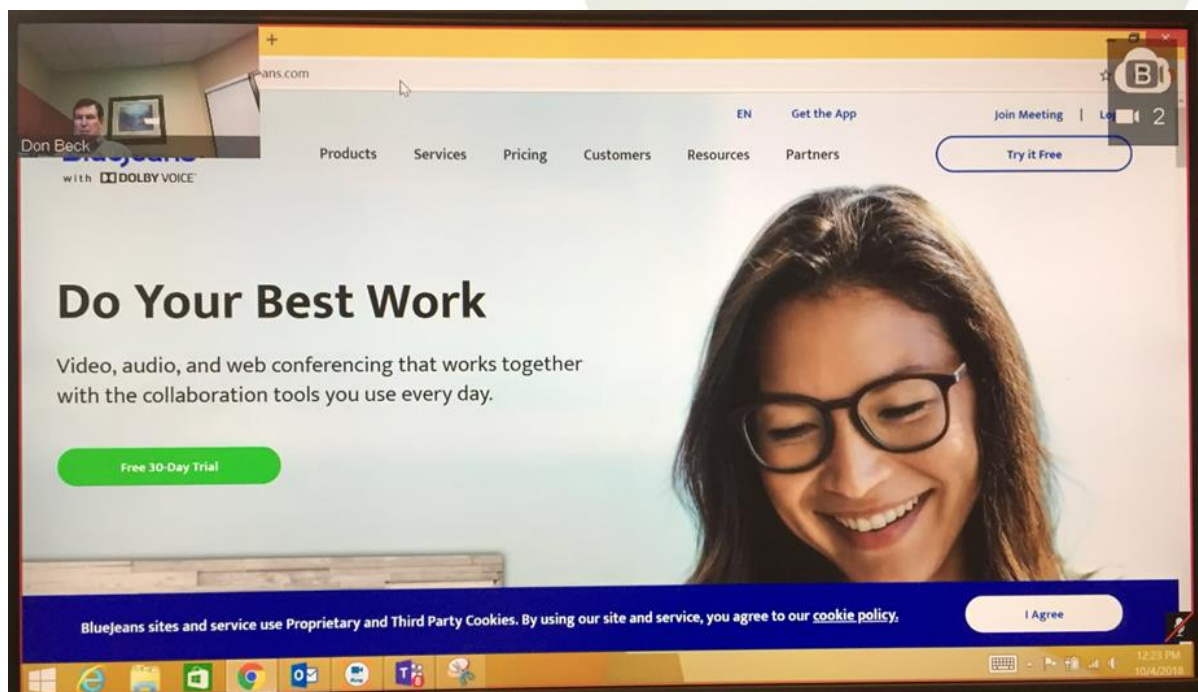 +
eans.com
B
2
EN Get the App Join Meeting | Lo
Don Beck
BlueJeans
with DOLBY VOICE
Products Services Pricing Customers Resources Partners Try it Free
Do Your Best Work
Video, audio, and web conferencing that works together
with the collaboration tools you use every day.
Free 30-Day Trial
BlueJeans sites and service use Proprietary and Third Party Cookies. By using our site and service, you agree to our cookie policy.
I Agree
12:23 PM
10/4/2018